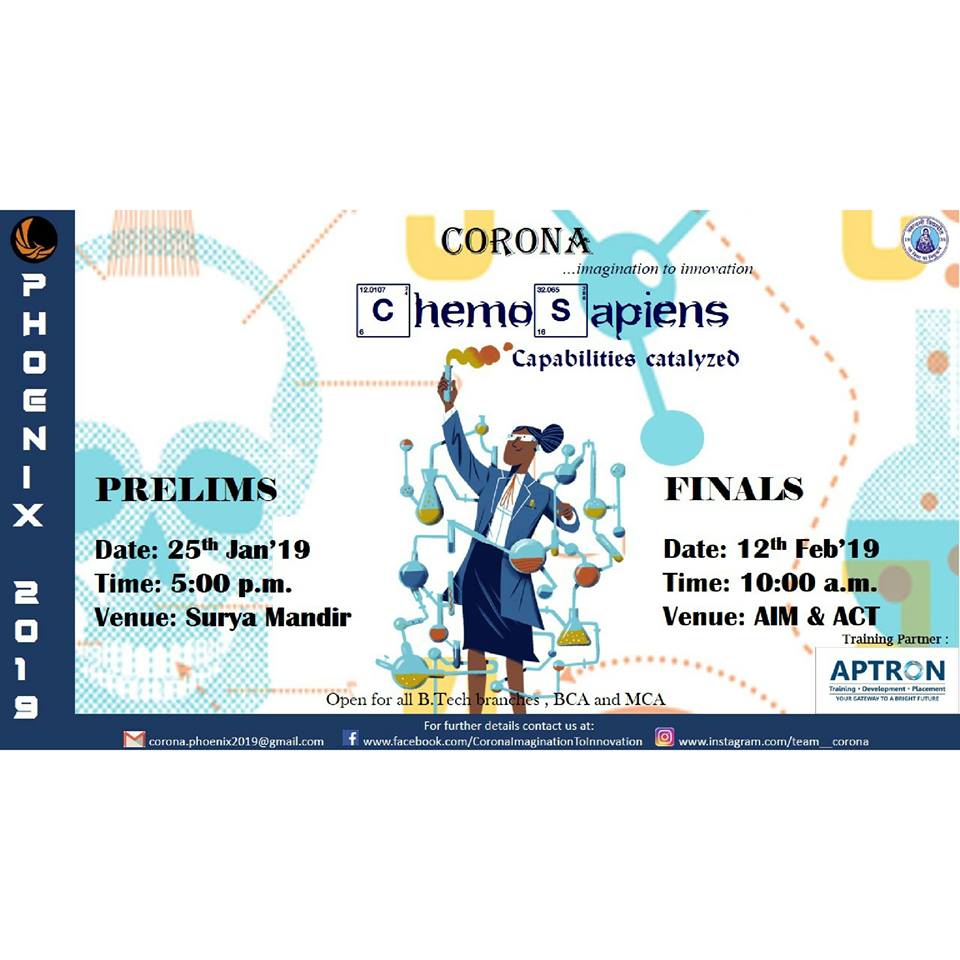 PHOENIX 2019
CORONA
...imagination to innovation
12.0107
C
6
hemo
32.065
S
16
apiens
Capabilities catalyzed
PRELIMS
Date: 25th Jan'19
Time: 5:00 p.m.
Venue: Surya Mandir
FINALS
Date: 12th Feb'19
Time: 10:00 a.m.
Venue: AIM & ACT
Training Partner :
APTRON
Training • Development • Placement
YOUR GATEWAY TO A BRIGHT FUTURE
Open for all B.Tech branches , BCA and MCA
For further details contact us at:
corona.phoenix2019@gmail.com
www.facebook.com/CoronaImaginationToInnovation
www.instagram.com/team__corona